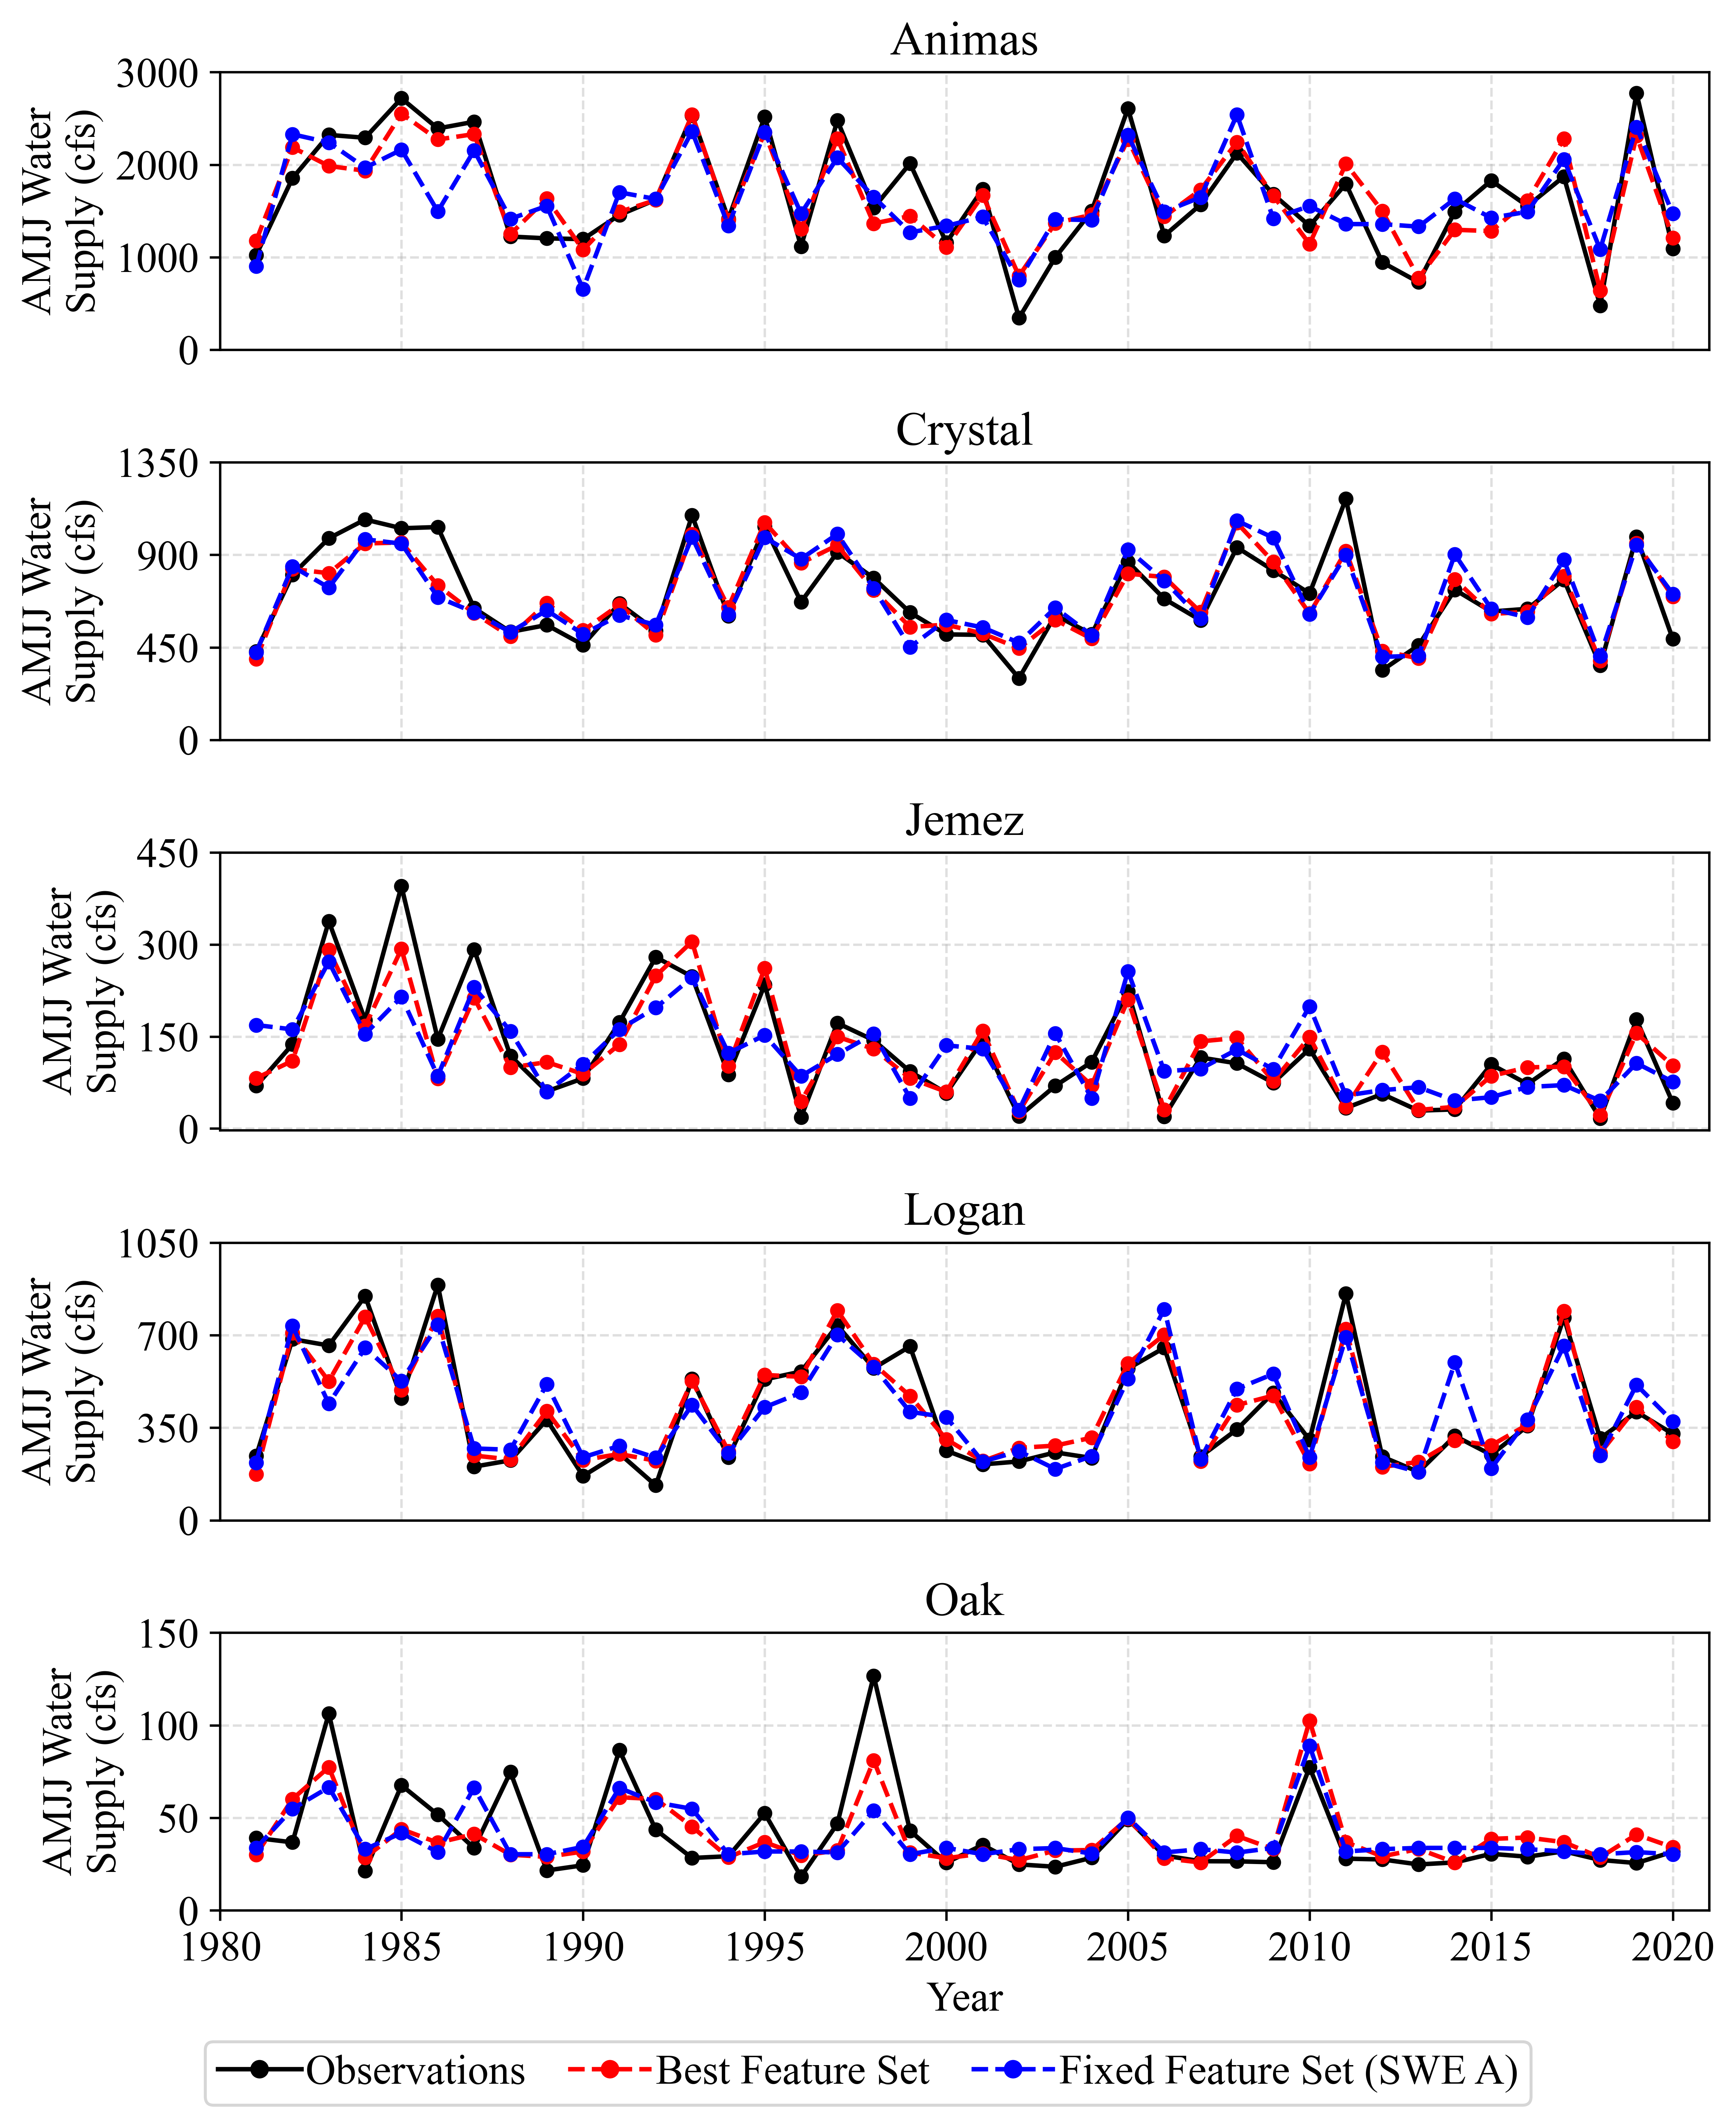 Animas
AMJJ Water
Supply (cfs)
3000
2000
1000
0
Crystal
AMJJ Water
Supply (cfs)
1350
900
450
0
Jemez
AMJJ Water
Supply (cfs)
450
300
150
0
Logan
AMJJ Water
Supply (cfs)
1050
700
350
0
Oak
AMJJ Water
Supply (cfs)
150
100
50
0
1980 1985 1990 1995 2000 2005 2010 2015 2020
Year
Observations Best Feature Set Fixed Feature Set (SWE A)